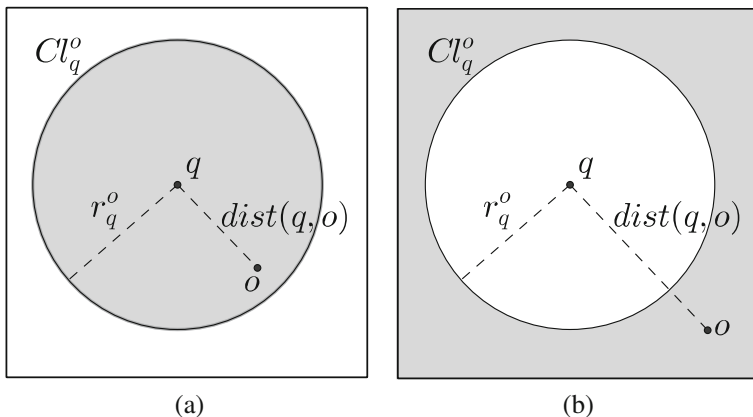 Cl_q^o
q
r_q^o
dist(q, o)
o
(a)
Cl_q^o
q
r_q^o
dist(q, o)
o
(b)